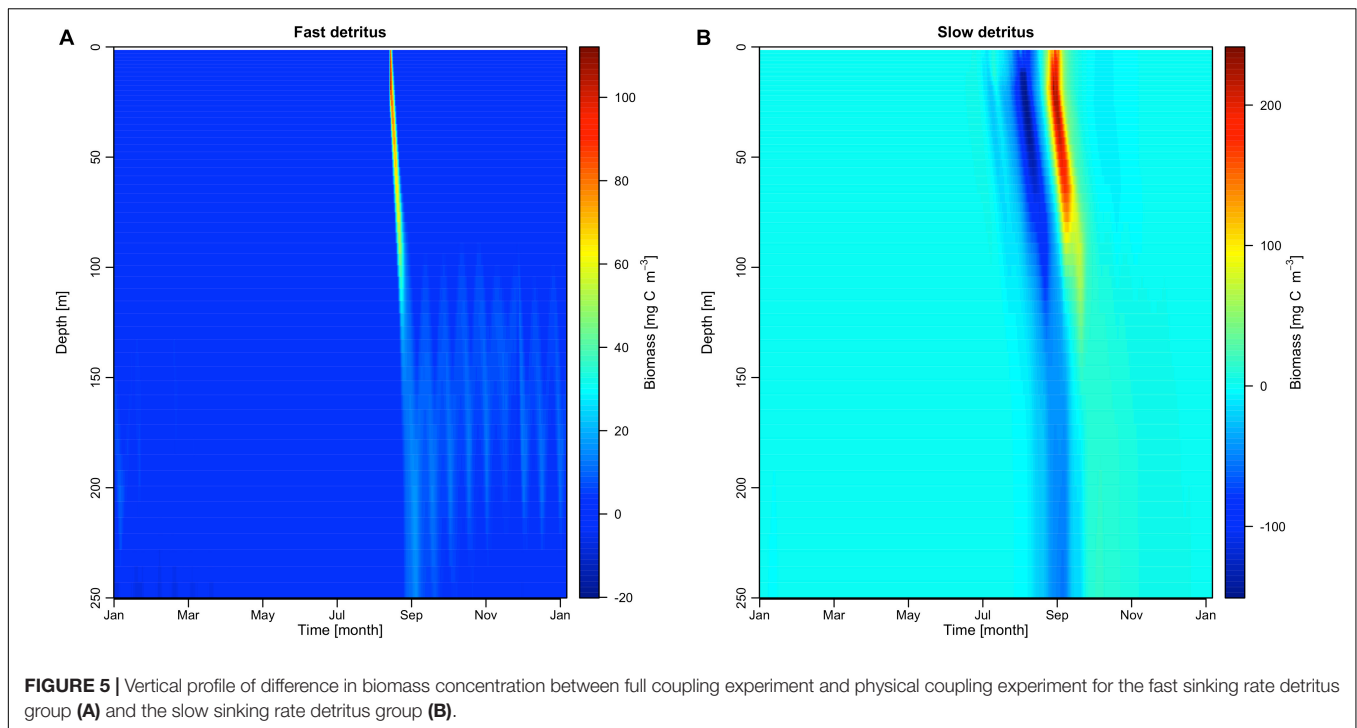 A
Fast detritus
0
50
100
150
200
250
Depth [m]
Jan
Mar
May
Jul
Sep
Nov
Jan
Time [month]
100
80
60
40
20
0
-20
Biomass [mg C m⁻³]
B
Slow detritus
0
50
100
150
200
250
Depth [m]
Jan
Mar
May
Jul
Sep
Nov
Jan
Time [month]
200
100
0
-100
Biomass [mg C m⁻³]
FIGURE 5 | Vertical profile of difference in biomass concentration between full coupling experiment and physical coupling experiment for the fast sinking rate detritus
group (A) and the slow sinking rate detritus group (B).